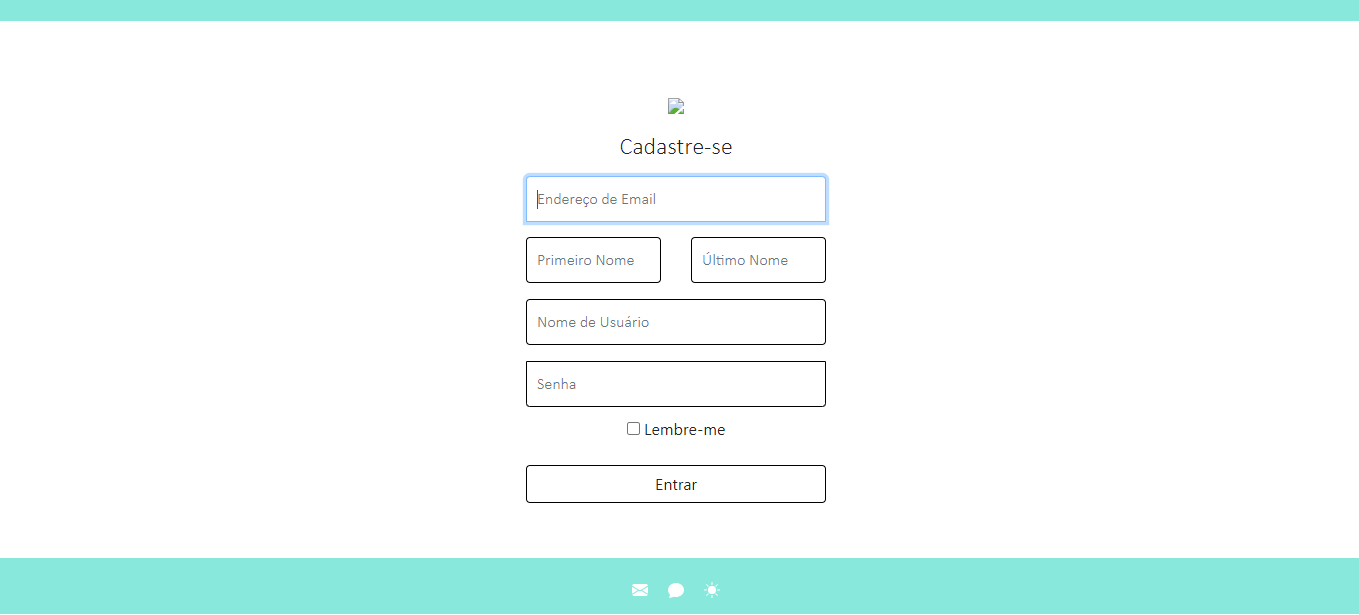 Cadastre-se
Endereço de Email
Primeiro Nome Último Nome
Nome de Usuário
Senha
Lembre-me
Entrar